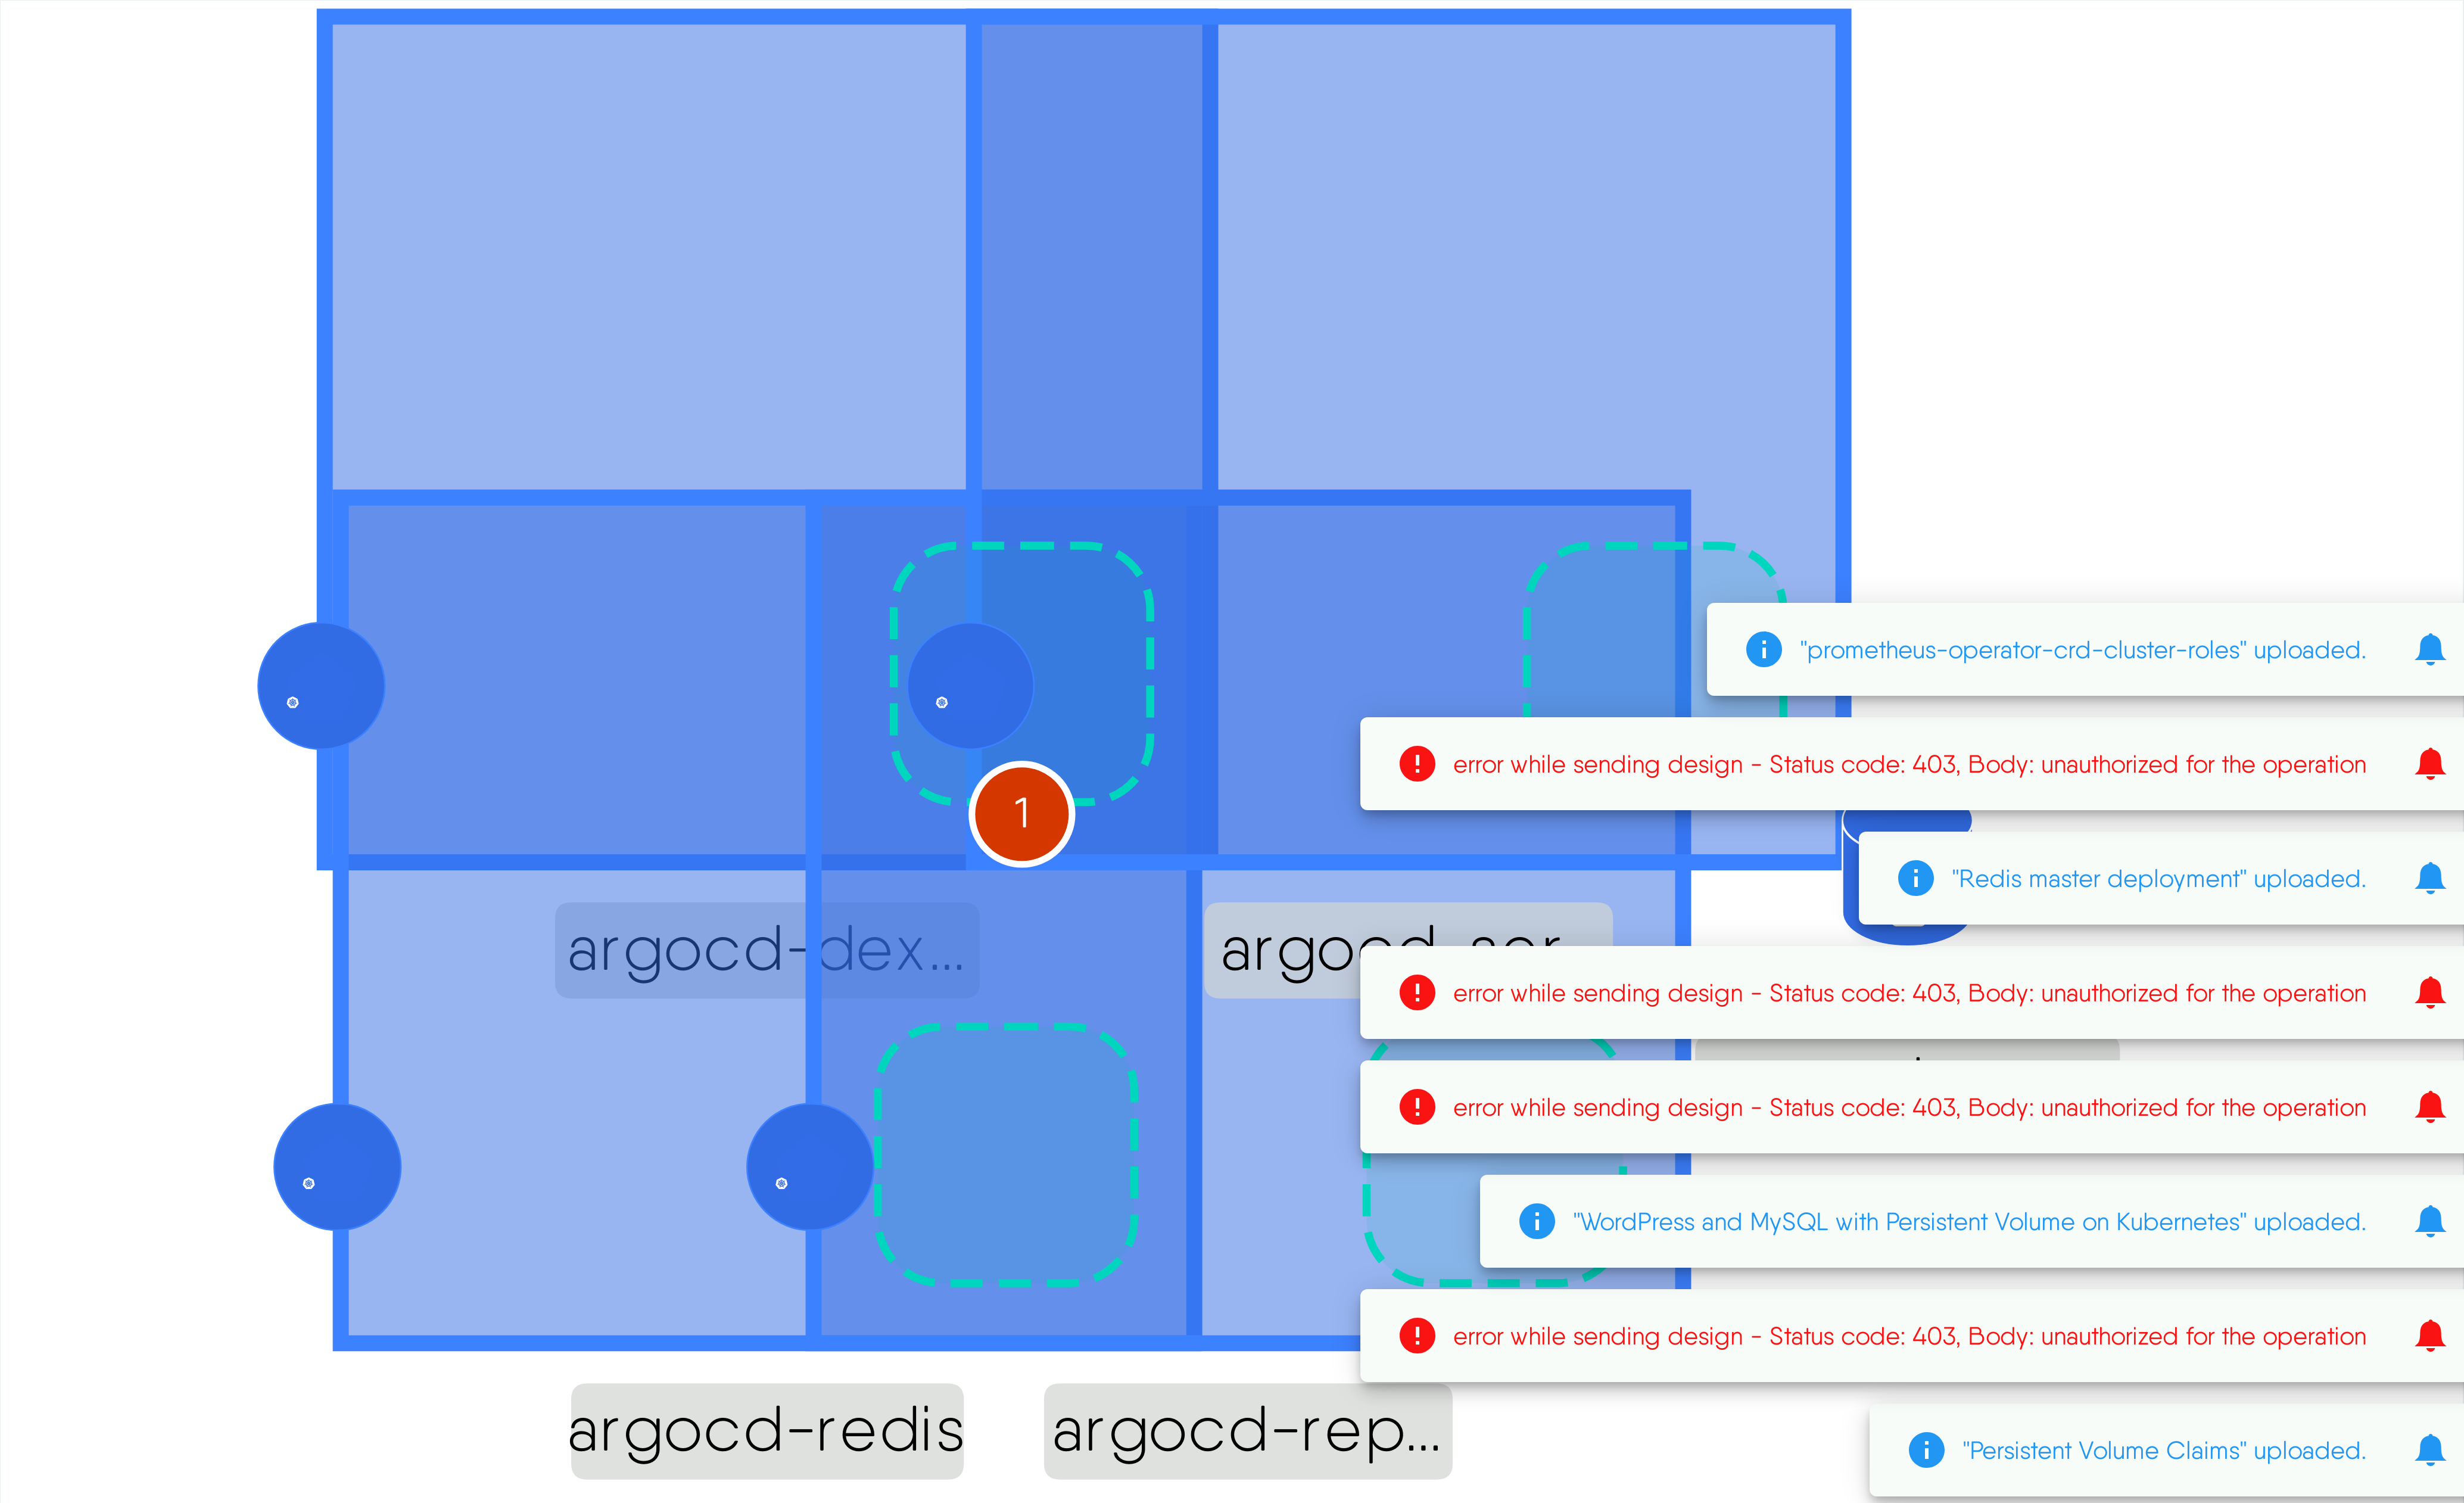 "prometheus-operator-crd-cluster-roles" uploaded.
error while sending design - Status code: 403, Body: unauthorized for the operation
1
"Redis master deployment" uploaded.
argocd-dex...
error while sending design - Status code: 403, Body: unauthorized for the operation
error while sending design - Status code: 403, Body: unauthorized for the operation
"WordPress and MySQL with Persistent Volume on Kubernetes" uploaded.
error while sending design - Status code: 403, Body: unauthorized for the operation
argocd-redis
argocd-rep...
"Persistent Volume Claims" uploaded.